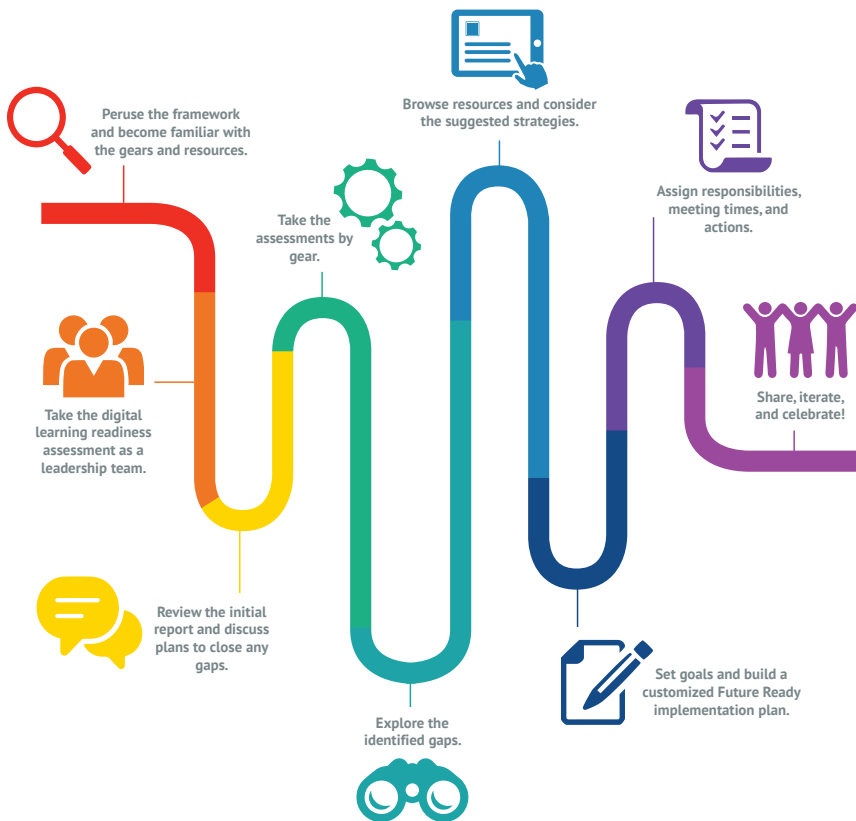 Peruse the framework
and become familiar with
the gears and resources.
Take the digital
learning readiness
assessment as a
leadership team.
Review the initial
report and discuss
plans to close any
gaps.
Take the
assessments by
gear.
Explore the
identified gaps.
Browse resources and consider
the suggested strategies.
Set goals and build a
customized Future Ready
implementation plan.
Assign responsibilities,
meeting times, and
actions.
Share, iterate,
and celebrate!